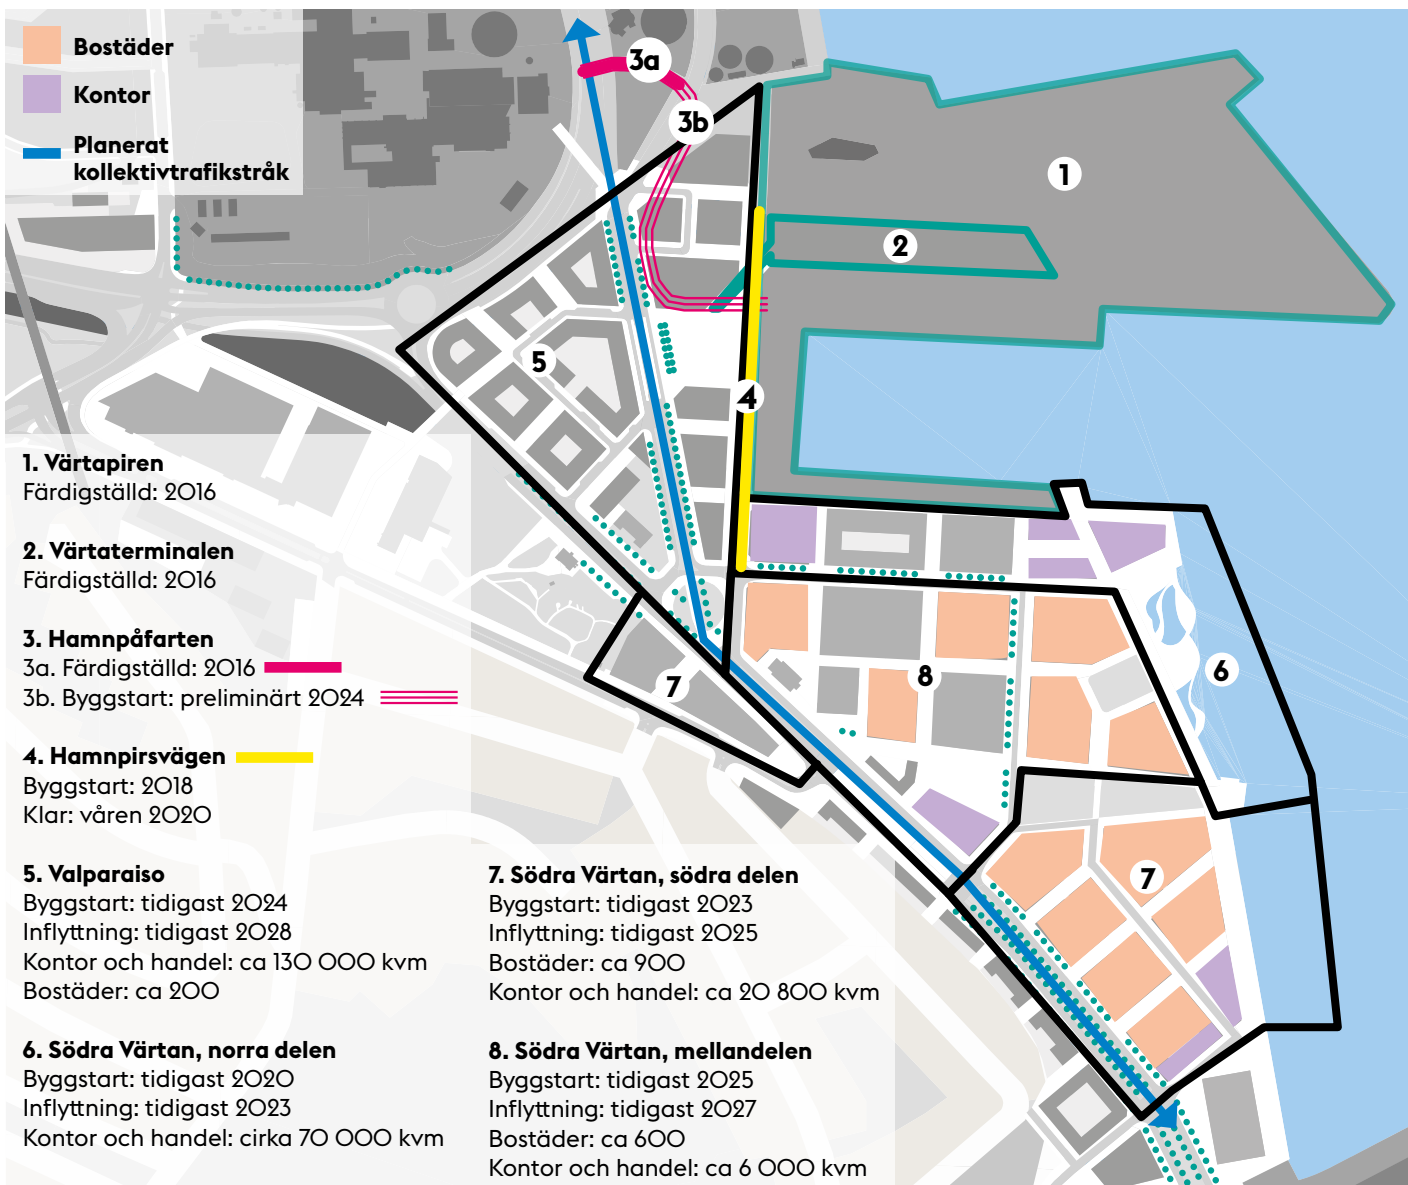 Bostäder
Kontor
Planerat
kollektivtrafikstråk
3a
3b
1
2
5
4
6
7
8
7
1. Värtapiren
Färdigställd: 2016
2. Värtaterminalen
Färdigställd: 2016
3. Hamnpåfarten
3a. Färdigställd: 2016
3b. Byggstart: preliminärt 2024
4. Hamnpirsvägen
Byggstart: 2018
Klar: våren 2020
5. Valparaiso
Byggstart: tidigast 2024
Inflyttning: tidigast 2028
Kontor och handel: ca 130 000 kvm
Bostäder: ca 200
6. Södra Värtan, norra delen
Byggstart: tidigast 2020
Inflyttning: tidigast 2023
Kontor och handel: cirka 70 000 kvm
7. Södra Värtan, södra delen
Byggstart: tidigast 2023
Inflyttning: tidigast 2025
Bostäder: ca 900
Kontor och handel: ca 20 800 kvm
8. Södra Värtan, mellandelen
Byggstart: tidigast 2025
Inflyttning: tidigast 2027
Bostäder: ca 600
Kontor och handel: ca 6 000 kvm